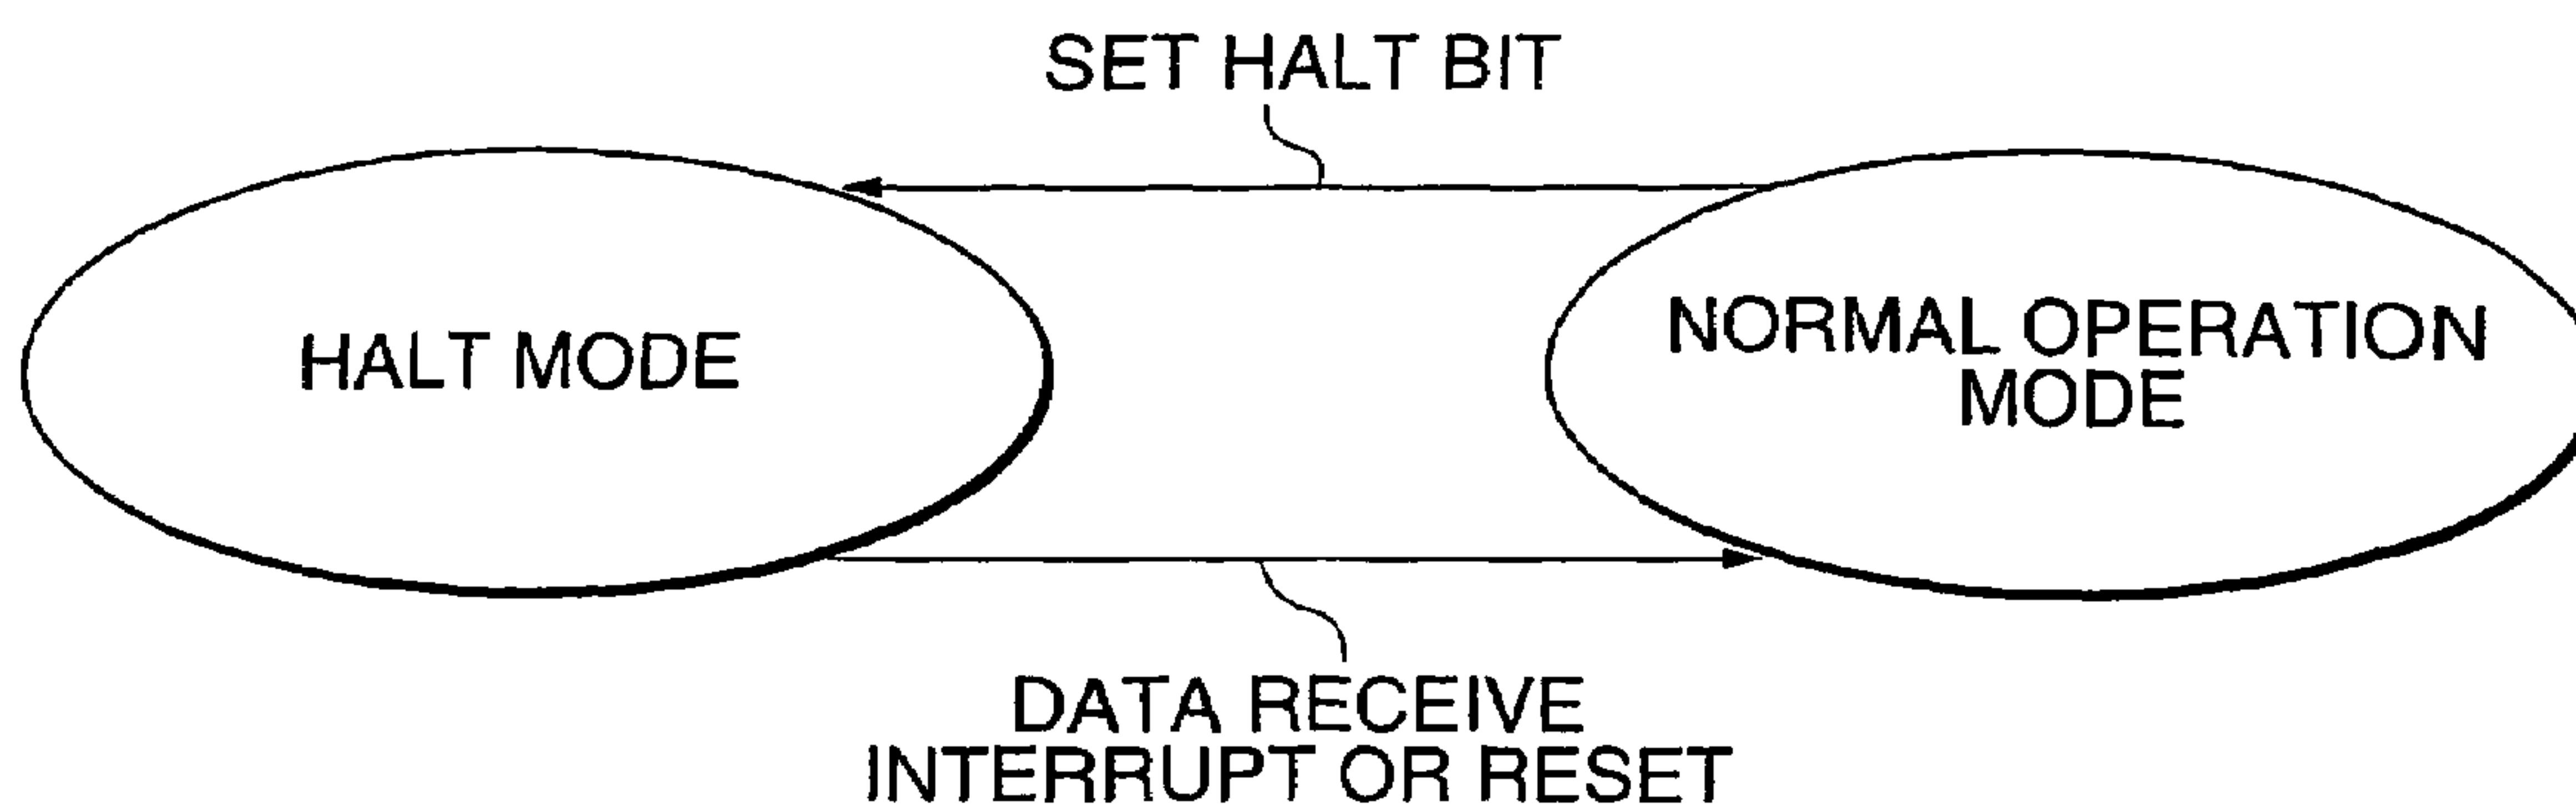 SET HALT BIT
HALT MODE
NORMAL OPERATION
MODE
DATA RECEIVE
INTERRUPT OR RESET